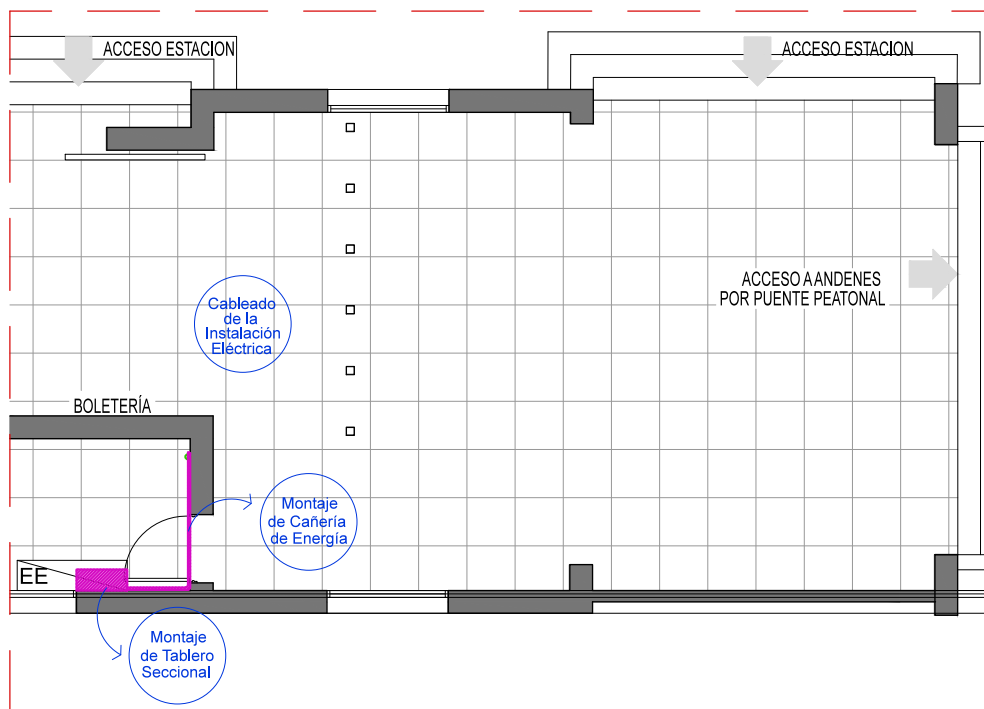 ACCESO ESTACION
ACCESO ESTACION
ACCESO A ANDENES
POR PUENTE PEATONAL
Cableado
de la
Instalación
Eléctrica
BOLETERÍA
Montaje
de Cañería
de Energía
EE
Montaje
de Tablero
Seccional